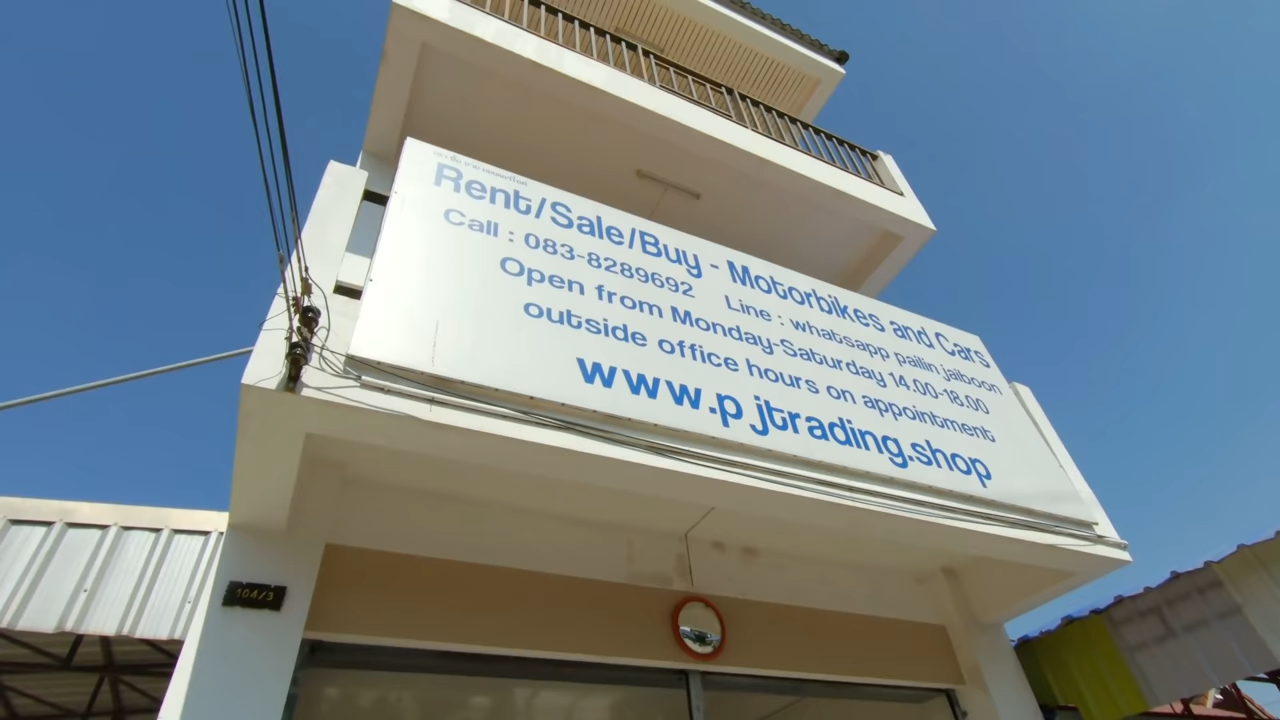 Rent/Sale/Buy - Motorbikes and Cars
Call : 083-8289692 Line : whatsapp pailin jaiboon
Open from Monday-Saturday 14.00-18.00
outside office hours on appointment
www.pjtrading.shop
104/3